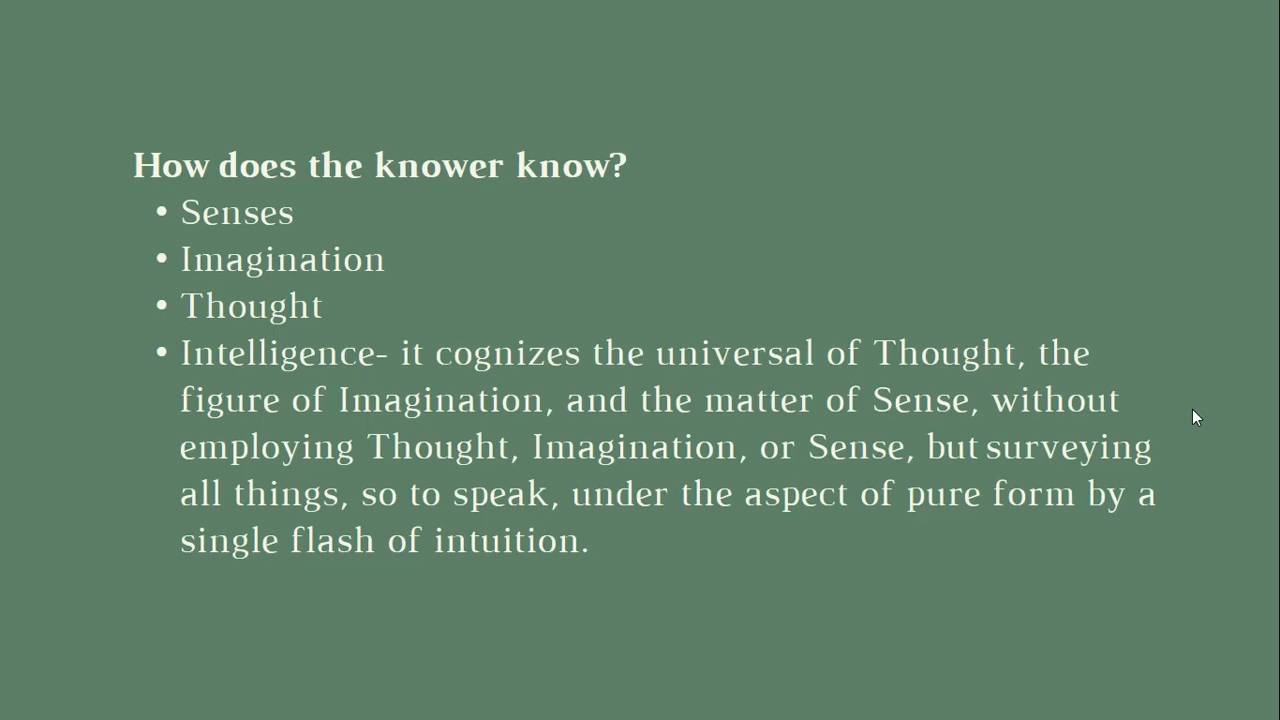 How does the knower know?
• Senses
• Imagination
• Thought
• Intelligence- it cognizes the universal of Thought, the
figure of Imagination, and the matter of Sense, without
employing Thought, Imagination, or Sense, but surveying
all things, so to speak, under the aspect of pure form by a
single flash of intuition.